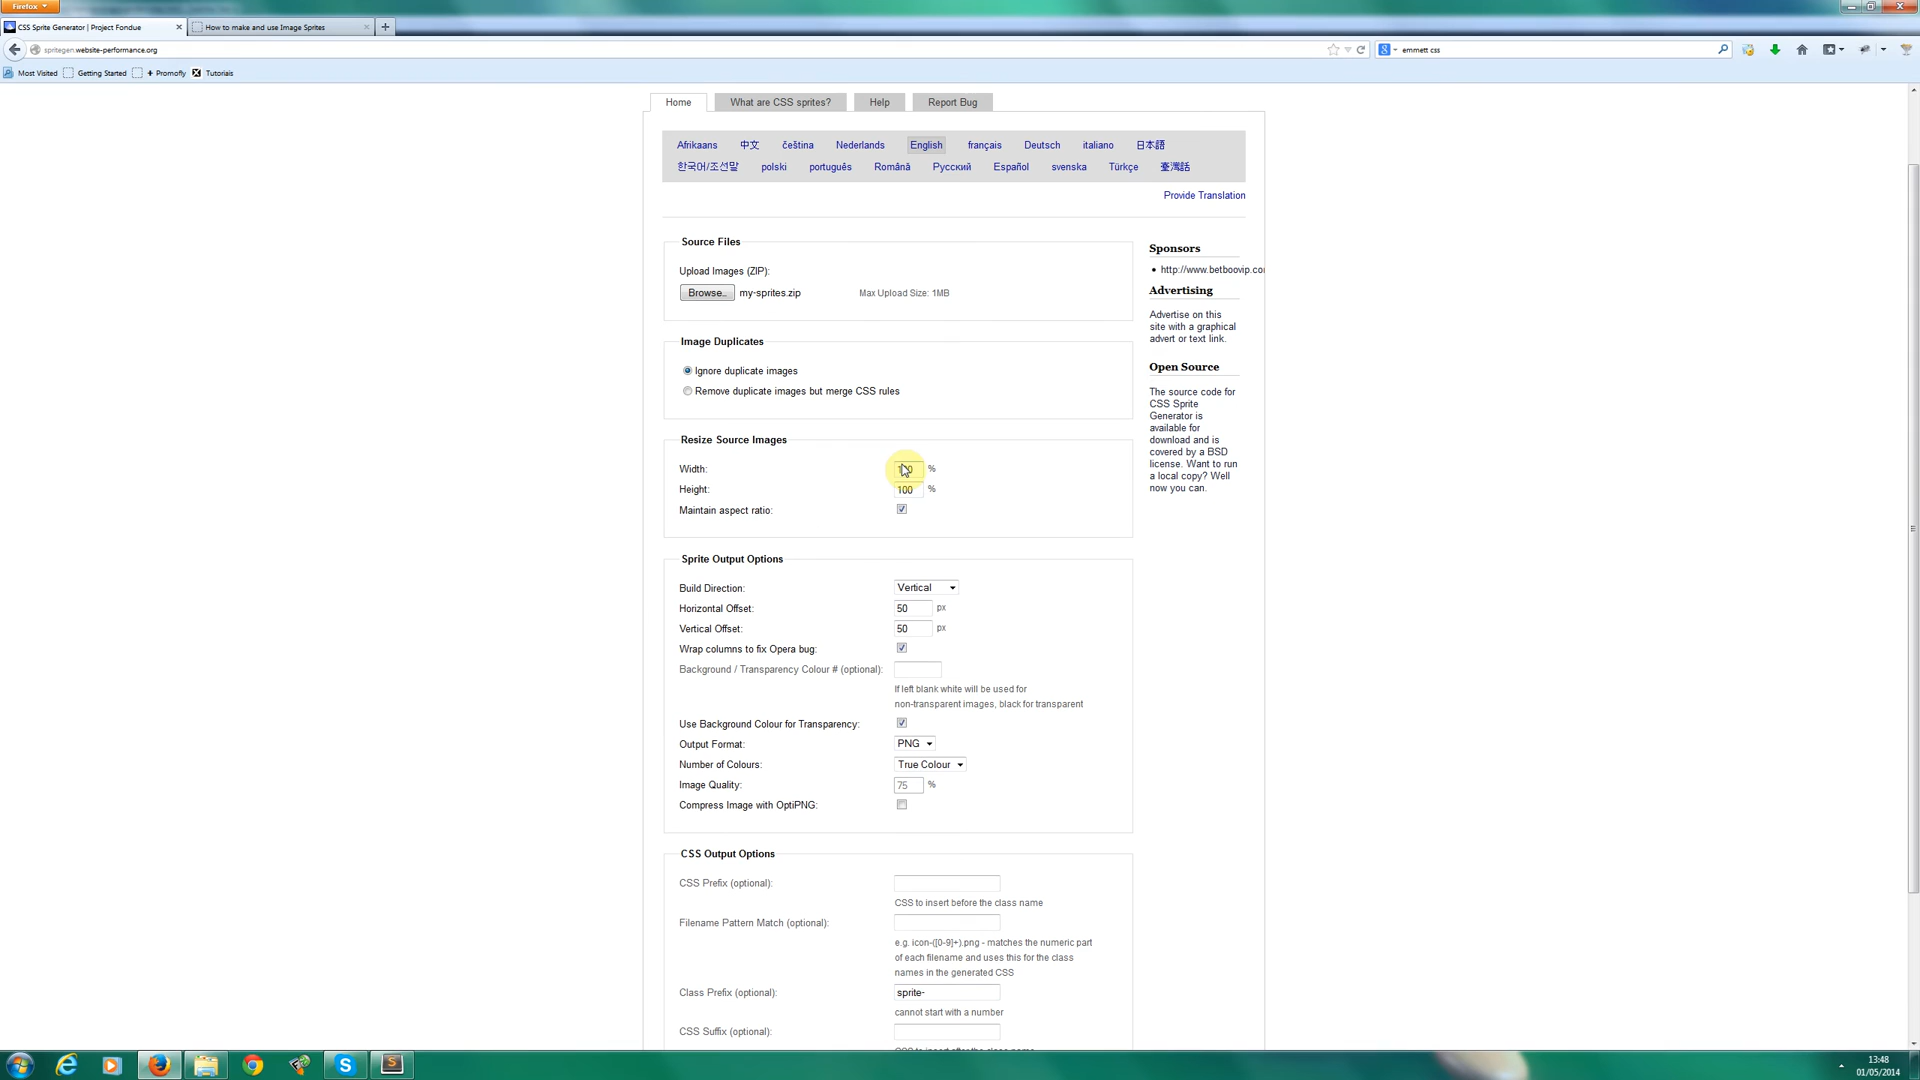 Firefox
CSS Sprite Generator | Project Fondue
How to make and use Image Sprites
spritegen.website-performance.org
emmett css
Most Visited
Getting Started
+ Promofly
Tutorials
Home
What are CSS sprites?
Help
Report Bug
Afrikaans 中文 čeština Nederlands English français Deutsch italiano 日本語
한국어/조선말 polski português Română Русский Español svenska Türkçe 臺灣話
Provide Translation
Source Files
Upload Images (ZIP):
Browse.. my-sprites.zip Max Upload Size: 1MB
Image Duplicates
Ignore duplicate images
Remove duplicate images but merge CSS rules
Resize Source Images
Width: %
Height: 100 %
Maintain aspect ratio:
Sprite Output Options
Build Direction: Vertical
Horizontal Offset: 50 px
Vertical Offset: 50 px
Wrap columns to fix Opera bug:
Background / Transparency Colour # (optional):
If left blank white will be used for
non-transparent images, black for transparent
Use Background Colour for Transparency:
Output Format: PNG
Number of Colours: True Colour
Image Quality: 75 %
Compress Image with OptiPNG:
CSS Output Options
CSS Prefix (optional):
CSS to insert before the class name
Filename Pattern Match (optional):
e.g. icon-([0-9]+).png - matches the numeric part
of each filename and uses this for the class
names in the generated CSS
Class Prefix (optional): sprite-
cannot start with a number
CSS Suffix (optional):
Sponsors
http://www.betboovip.co
Advertising
Advertise on this
site with a graphical
advert or text link.
Open Source
The source code for
CSS Sprite
Generator is
available for
download and is
covered by a BSD
license. Want to run
a local copy? Well
now you can.
13:48
01/05/2014